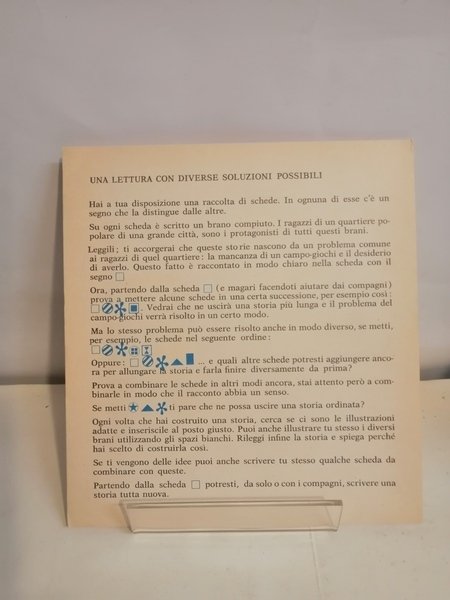 UNA LETTURA CON DIVERSE SOLUZIONI POSSIBILI
Hai a tua disposizione una raccolta di schede. In ognuna di esse c'è un
segno che la distingue dalle altre.
Su ogni scheda è scritto un brano compiuto. I ragazzi di un quartiere po-
polare di una grande città, sono i protagonisti di tutti questi brani.
Leggili; ti accorgerai che queste storie nascono da un problema comune
ai ragazzi di quel quartiere: la mancanza di un campo-giochi e il desiderio
di averlo. Questo fatto è raccontato in modo chiaro nella scheda con il
segno □
Ora, partendo dalla scheda □ (e magari facendoti aiutare dai compagni)
prova a mettere alcune schede in una certa successione, per esempio così:
. Vedrai che ne uscirà una storia più lunga e il problema del
campo-giochi verrà risolto in un certo modo.
Ma lo stesso problema può essere risolto anche in modo diverso, se metti,
per esempio, le schede nel seguente ordine:
Oppure: ... e quali altre schede potresti aggiungere anco-
ra per allungare la storia e farla finire diversamente da prima?
Prova a combinare le schede in altri modi ancora, stai attento però a com-
binarle in modo che il racconto abbia un senso.
Se metti ★ ▲ ti pare che ne possa uscire una storia ordinata?
Ogni volta che hai costruito una storia, cerca se ci sono le illustrazioni
adatte e inseriscile al posto giusto. Puoi anche illustrare tu stesso i diversi
brani utilizzando gli spazi bianchi. Rileggi infine la storia e spiega perché
hai scelto di costruirla così.
Se ti vengono delle idee puoi anche scrivere tu stesso qualche scheda da
combinare con queste.
Partendo dalla scheda □ potresti, da solo o con i compagni, scrivere una
storia tutta nuova.